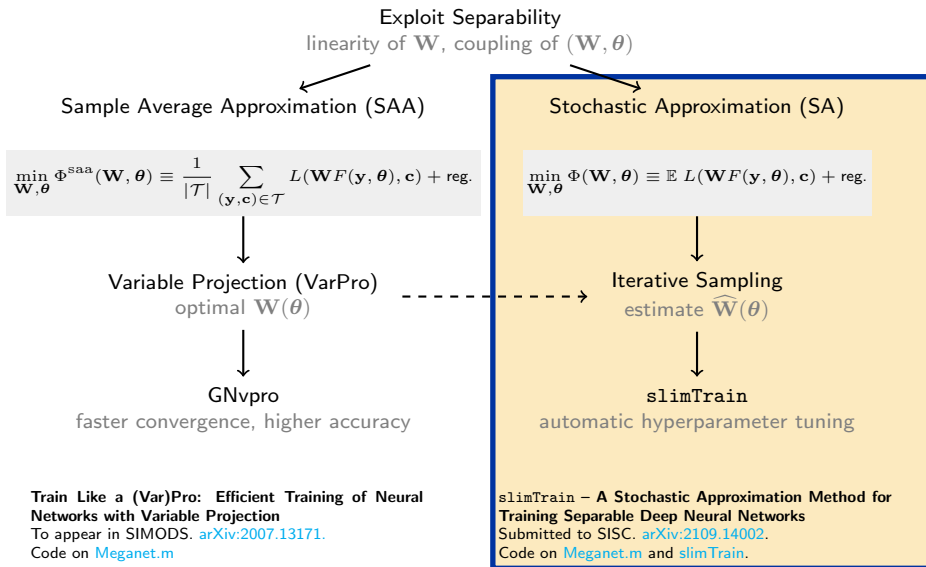 Exploit Separability
linearity of W, coupling of (W, θ)
Sample Average Approximation (SAA)
min_{W,θ} Φ^{saa}(W, θ) ≡ \frac{1}{|𝒯|} ∑_{(y,c)∈𝒯} L(WF(y, θ), c) + reg.
Variable Projection (VarPro)
optimal W(θ)
GNvpro
faster convergence, higher accuracy
Train Like a (Var)Pro: Efficient Training of Neural
Networks with Variable Projection
To appear in SIMODS. arXiv:2007.13171.
Code on Meganet.m
Stochastic Approximation (SA)
min_{W,θ} Φ(W, θ) ≡ 𝔼 L(WF(y, θ), c) + reg.
Iterative Sampling
estimate \widehat{W}(θ)
slimTrain
automatic hyperparameter tuning
slimTrain – A Stochastic Approximation Method for
Training Separable Deep Neural Networks
Submitted to SISC. arXiv:2109.14002.
Code on Meganet.m and slimTrain.